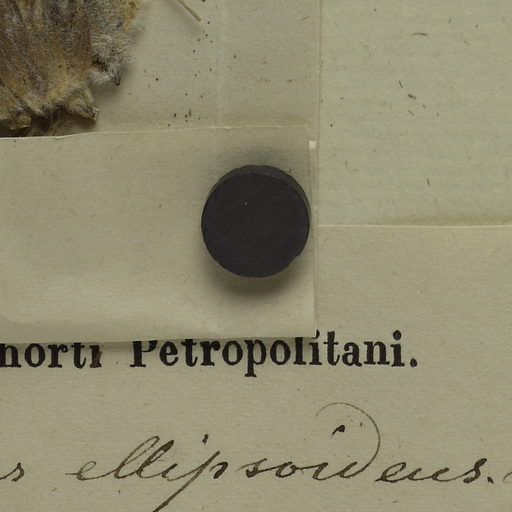 horti Petropolitani.
ellipsoideus.